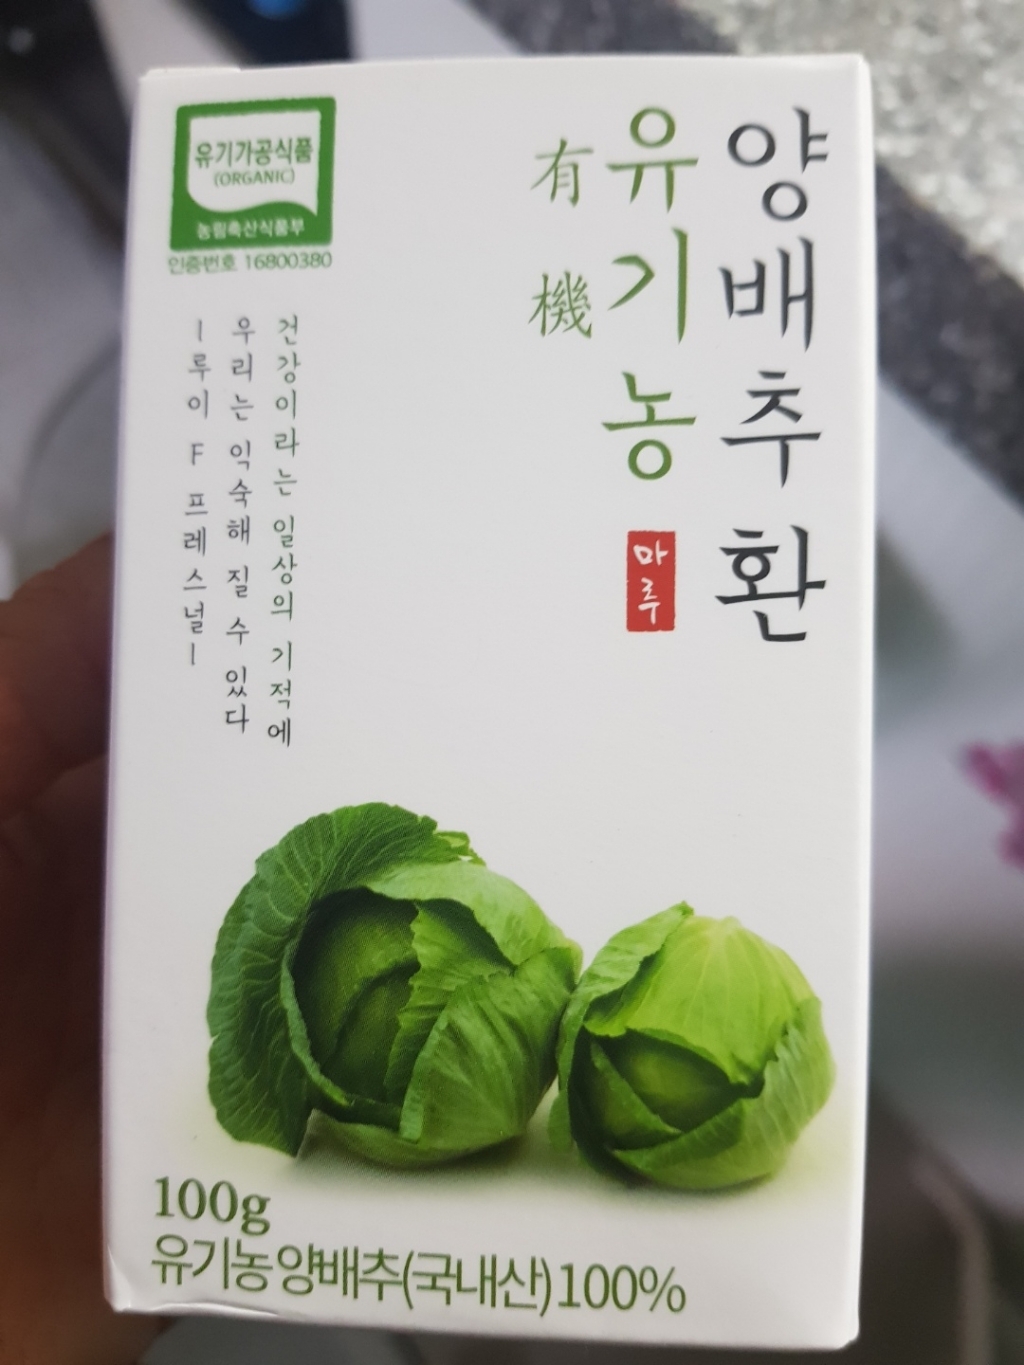 양배추환
유기농
有機
마루
유기가공식품
(ORGANIC)
농림축산식품부
인증번호 16800380
건강이라는 일상의 기적에
우리는 익숙해 질 수 있다
ㅡ루이 F 프레스널ㅡ
100g
유기농양배추(국내산)100%